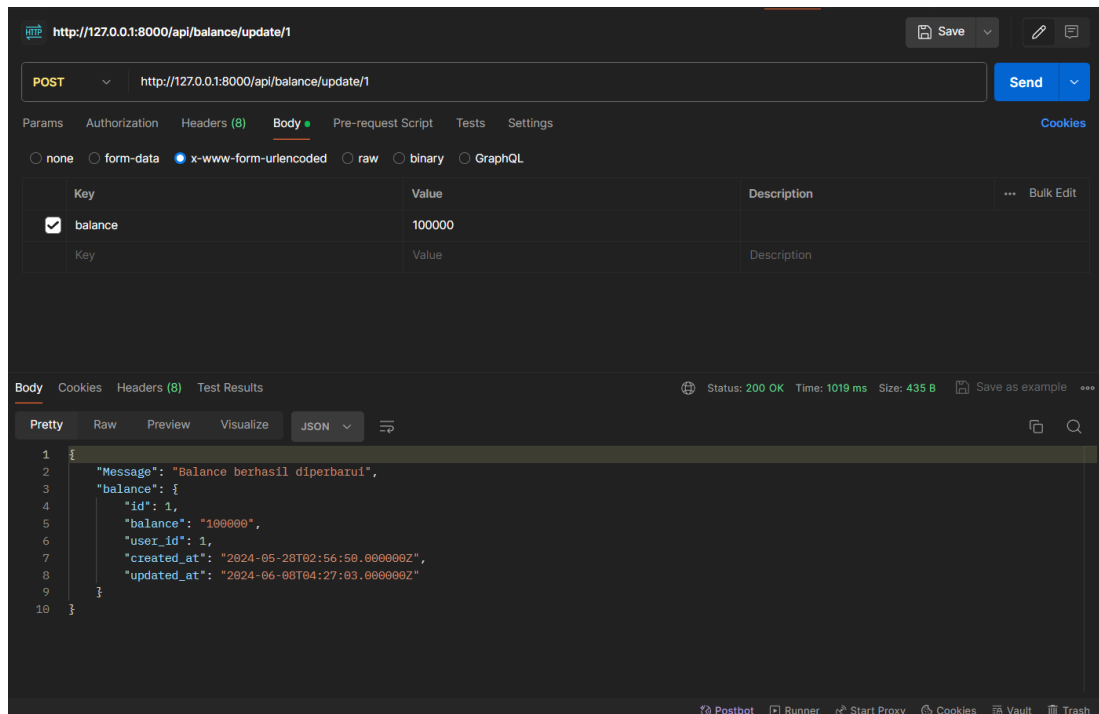 HTTP http://127.0.0.1:8000/api/balance/update/1 Save
POST http://127.0.0.1:8000/api/balance/update/1 Send
Params Authorization Headers (8) Body Pre-request Script Tests Settings Cookies
none form-data x-www-form-urlencoded raw binary GraphQL
Key Value Description ••• Bulk Edit
balance 100000
Key Value Description
Body Cookies Headers (8) Test Results Status: 200 OK Time: 1019 ms Size: 435 B Save as example
Pretty Raw Preview Visualize JSON
1 {
2 "Message": "Balance berhasil diperbarui",
3 "balance": {
4 "id": 1,
5 "balance": "100000",
6 "user_id": 1,
7 "created_at": "2024-05-28T02:56:50.000000Z",
8 "updated_at": "2024-06-08T04:27:03.000000Z"
9 }
10 }
Postbot Runner Start Proxy Cookies Vault Trash